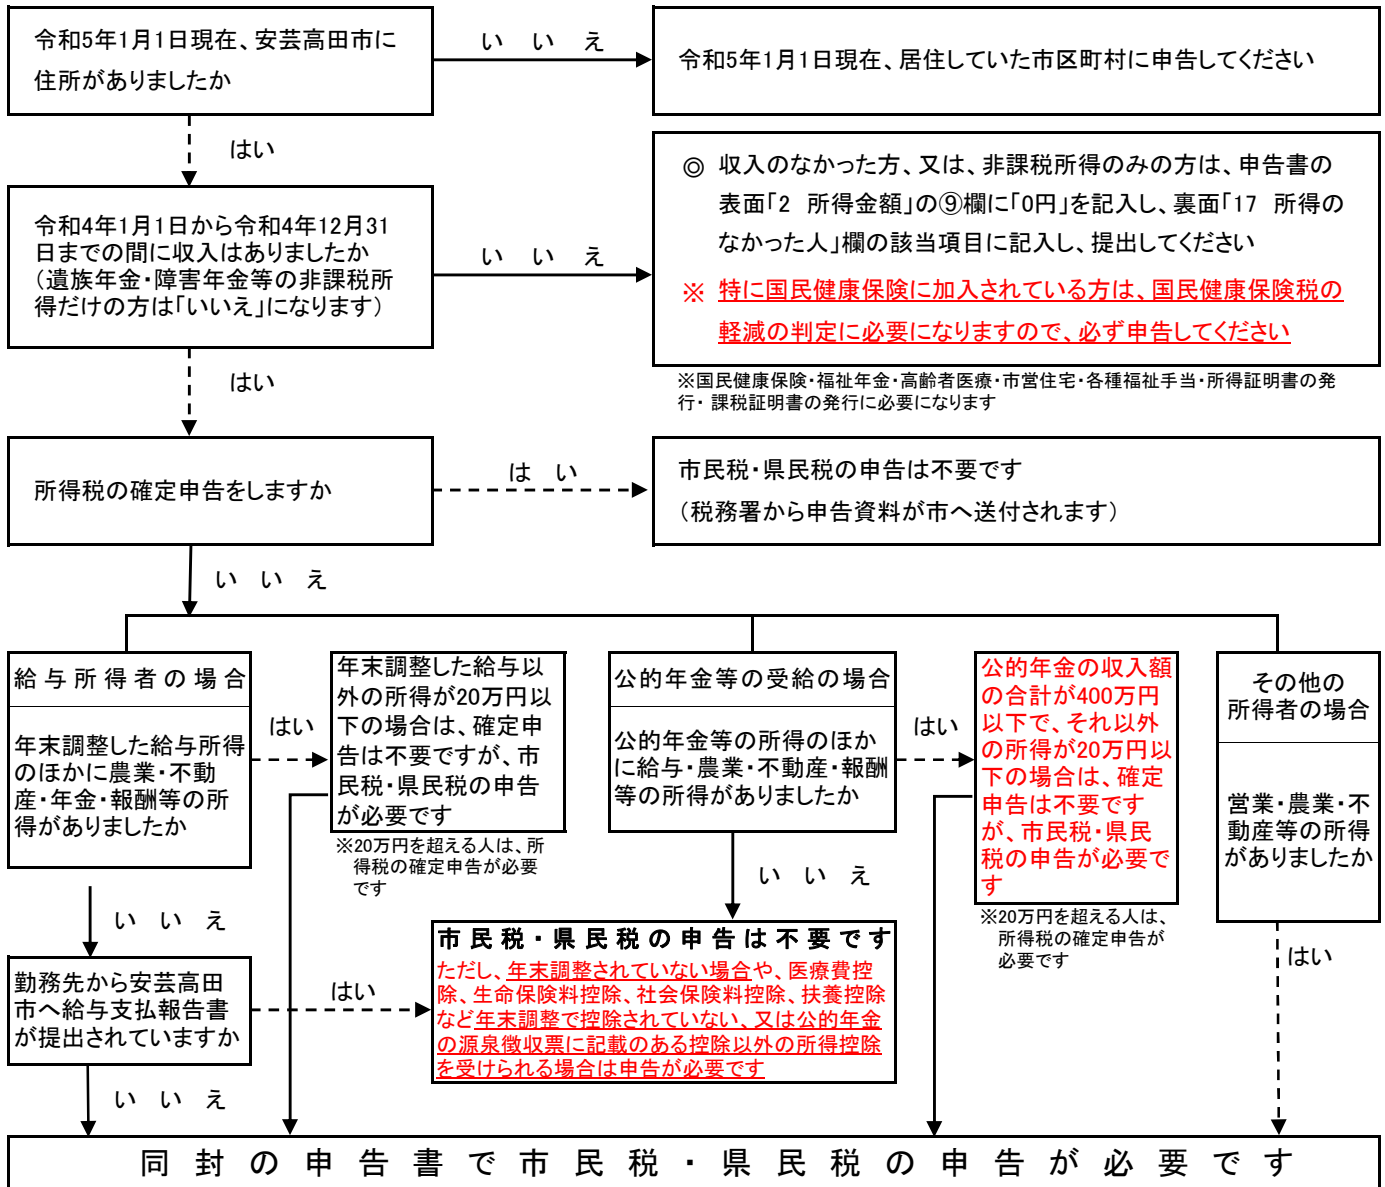 令和5年1月1日現在、安芸高田市に
住所がありましたか
いいえ
令和5年1月1日現在、居住していた市区町村に申告してください
はい
令和4年1月1日から令和4年12月31
日までの間に収入はありましたか
（遺族年金・障害年金等の非課税所
得だけの方は「いいえ」になります）
いいえ
◎ 収入のなかった方、又は、非課税所得のみの方は、申告書の
表面「2 所得金額」の⑨欄に「0円」を記入し、裏面「17 所得の
なかった人」欄の該当項目に記入し、提出してください
※ 特に国民健康保険に加入されている方は、国民健康保険税の
軽減の判定に必要になりますので、必ず申告してください
※国民健康保険・福祉年金・高齢者医療・市営住宅・各種福祉手当・所得証明書の発
行・ 課税証明書の発行に必要になります
はい
所得税の確定申告をしますか
はい
市民税・県民税の申告は不要です
（税務署から申告資料が市へ送付されます）
いいえ
給与所得者の場合
年末調整した給与所得
のほかに農業・不動
産・年金・報酬等の所
得がありましたか
はい
年末調整した給与以
外の所得が20万円以
下の場合は、確定申
告は不要ですが、市
民税・県民税の申告
が必要です
※20万円を超える人は、所
得税の確定申告が必要
です
公的年金等の受給の場合
公的年金等の所得のほか
に給与・農業・不動産・報酬
等の所得がありましたか
はい
公的年金の収入額
の合計が400万円
以下で、それ以外
の所得が20万円以
下の場合は、確定
申告は不要です
が、市民税・県民
税の申告が必要で
す
※20万円を超える人は、
所得税の確定申告が
必要です
その他の
所得者の場合
営業・農業・不
動産等の所得
がありましたか
いいえ
いいえ
はい
勤務先から安芸高田
市へ給与支払報告書
が提出されていますか
はい
市民税・県民税の申告は不要です
ただし、年末調整されていない場合や、医療費控
除、生命保険料控除、社会保険料控除、扶養控除
など年末調整で控除されていない、又は公的年金
の源泉徴収票に記載のある控除以外の所得控除
を受けられる場合は申告が必要です
いいえ
同封の申告書で市民税・県民税の申告が必要です